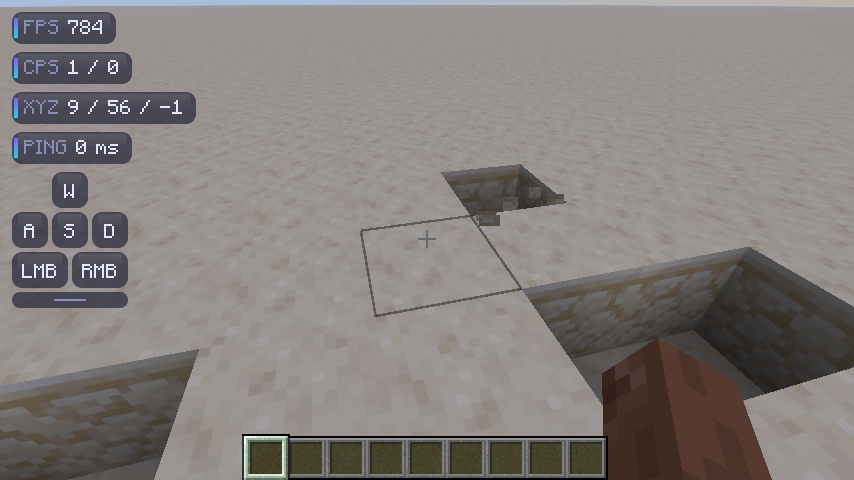 FPS 784
CPS 1 / 0
XYZ 9 / 56 / -1
PING 0 ms
W
A S D
LMB RMB